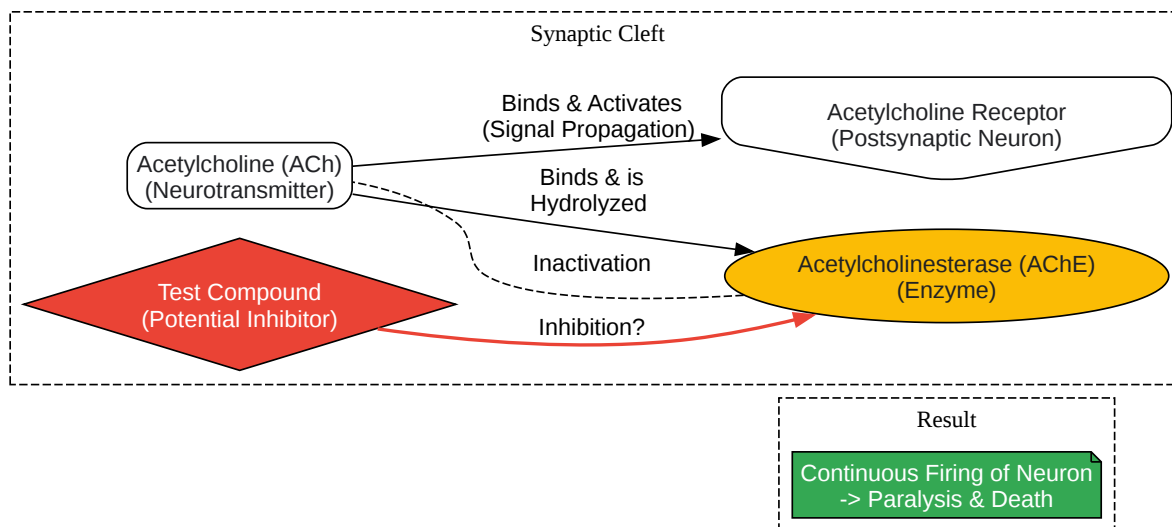 Synaptic Cleft
Binds & Activates
(Signal Propagation)
Acetylcholine Receptor
(Postsynaptic Neuron)
Acetylcholine (ACh)
(Neurotransmitter)
Binds & is
Hydrolyzed
Inactivation
Acetylcholinesterase (AChE)
(Enzyme)
Test Compound
(Potential Inhibitor)
Inhibition?
Result
Continuous Firing of Neuron
-> Paralysis & Death